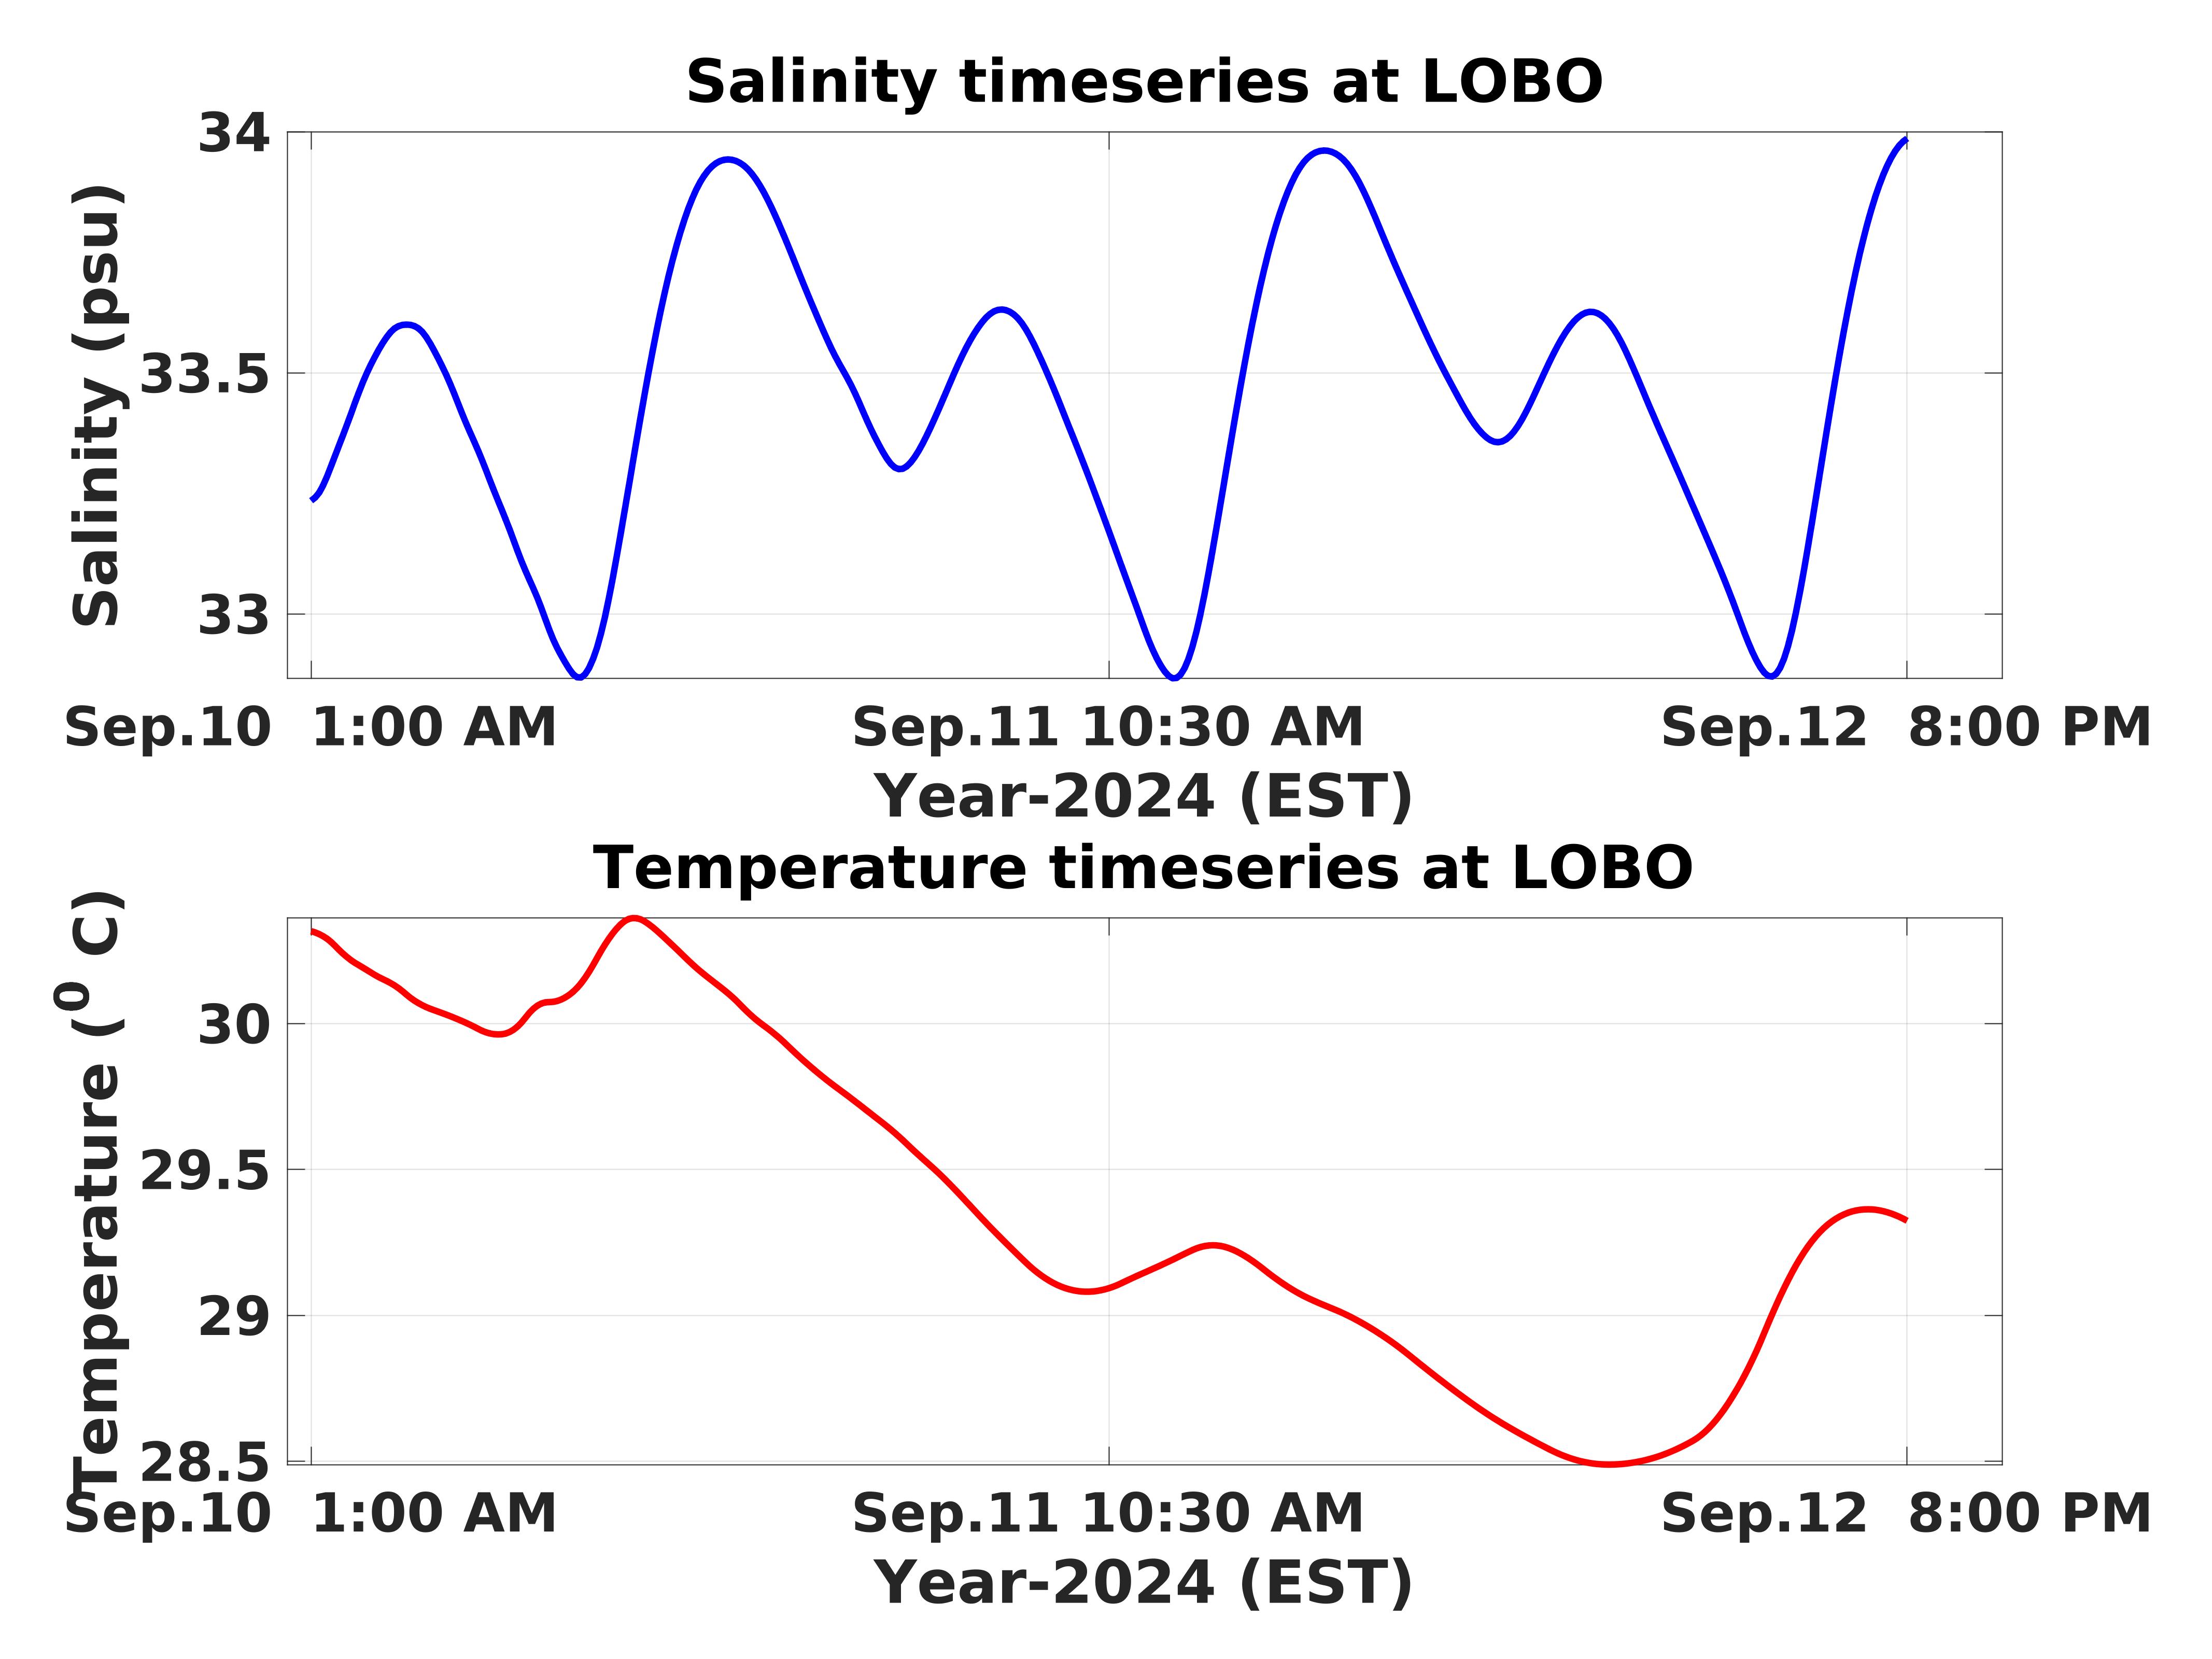 Salinity timeseries at LOBO
Salinity (psu)
34
33.5
33
Sep.10  1:00 AM
Sep.11 10:30 AM
Sep.12  8:00 PM
Year-2024 (EST)
Temperature timeseries at LOBO
Temperature (⁰ C)
30
29.5
29
28.5
Sep.10  1:00 AM
Sep.11 10:30 AM
Sep.12  8:00 PM
Year-2024 (EST)